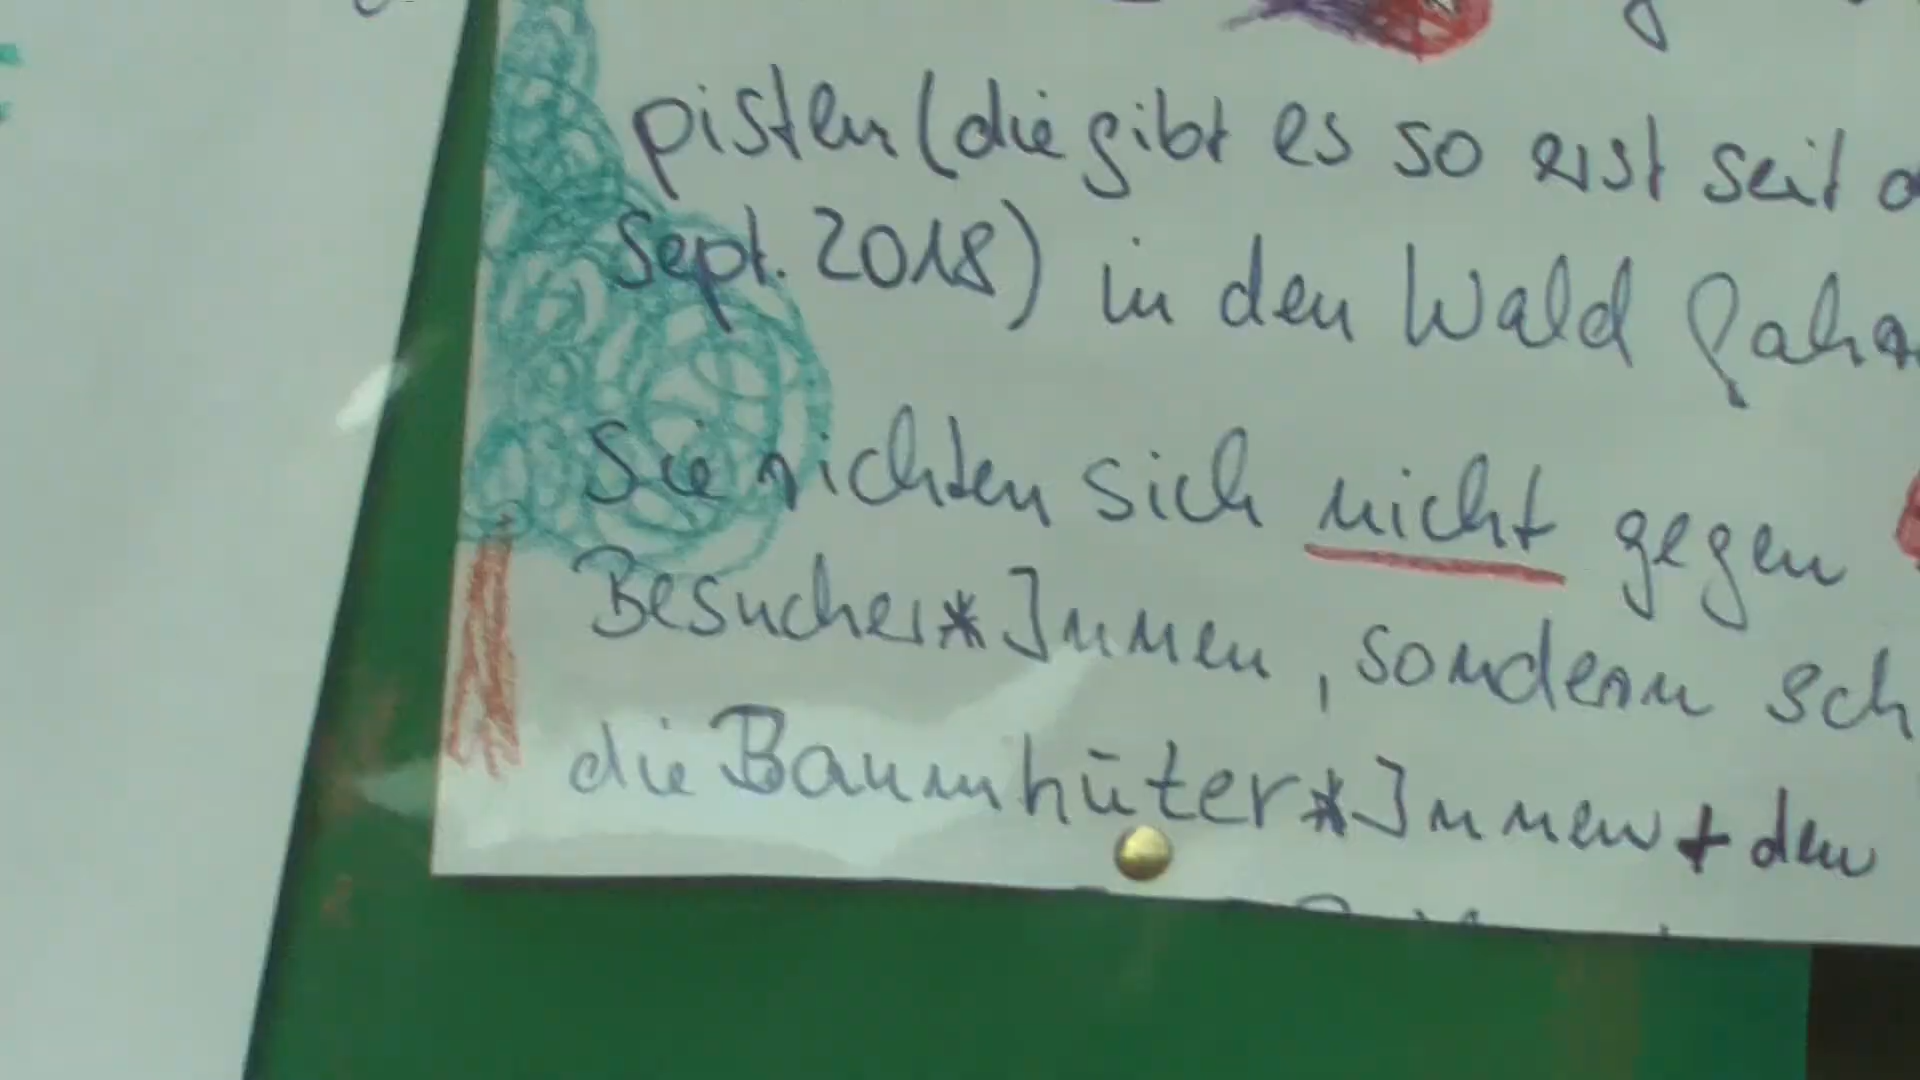 pisten (die gibt es so erst seit
Sept. 2018) in den Wald
Sie richten sich nicht gegen
Besucher*Innen, sondern sch
die Baumhüter*Innen + den